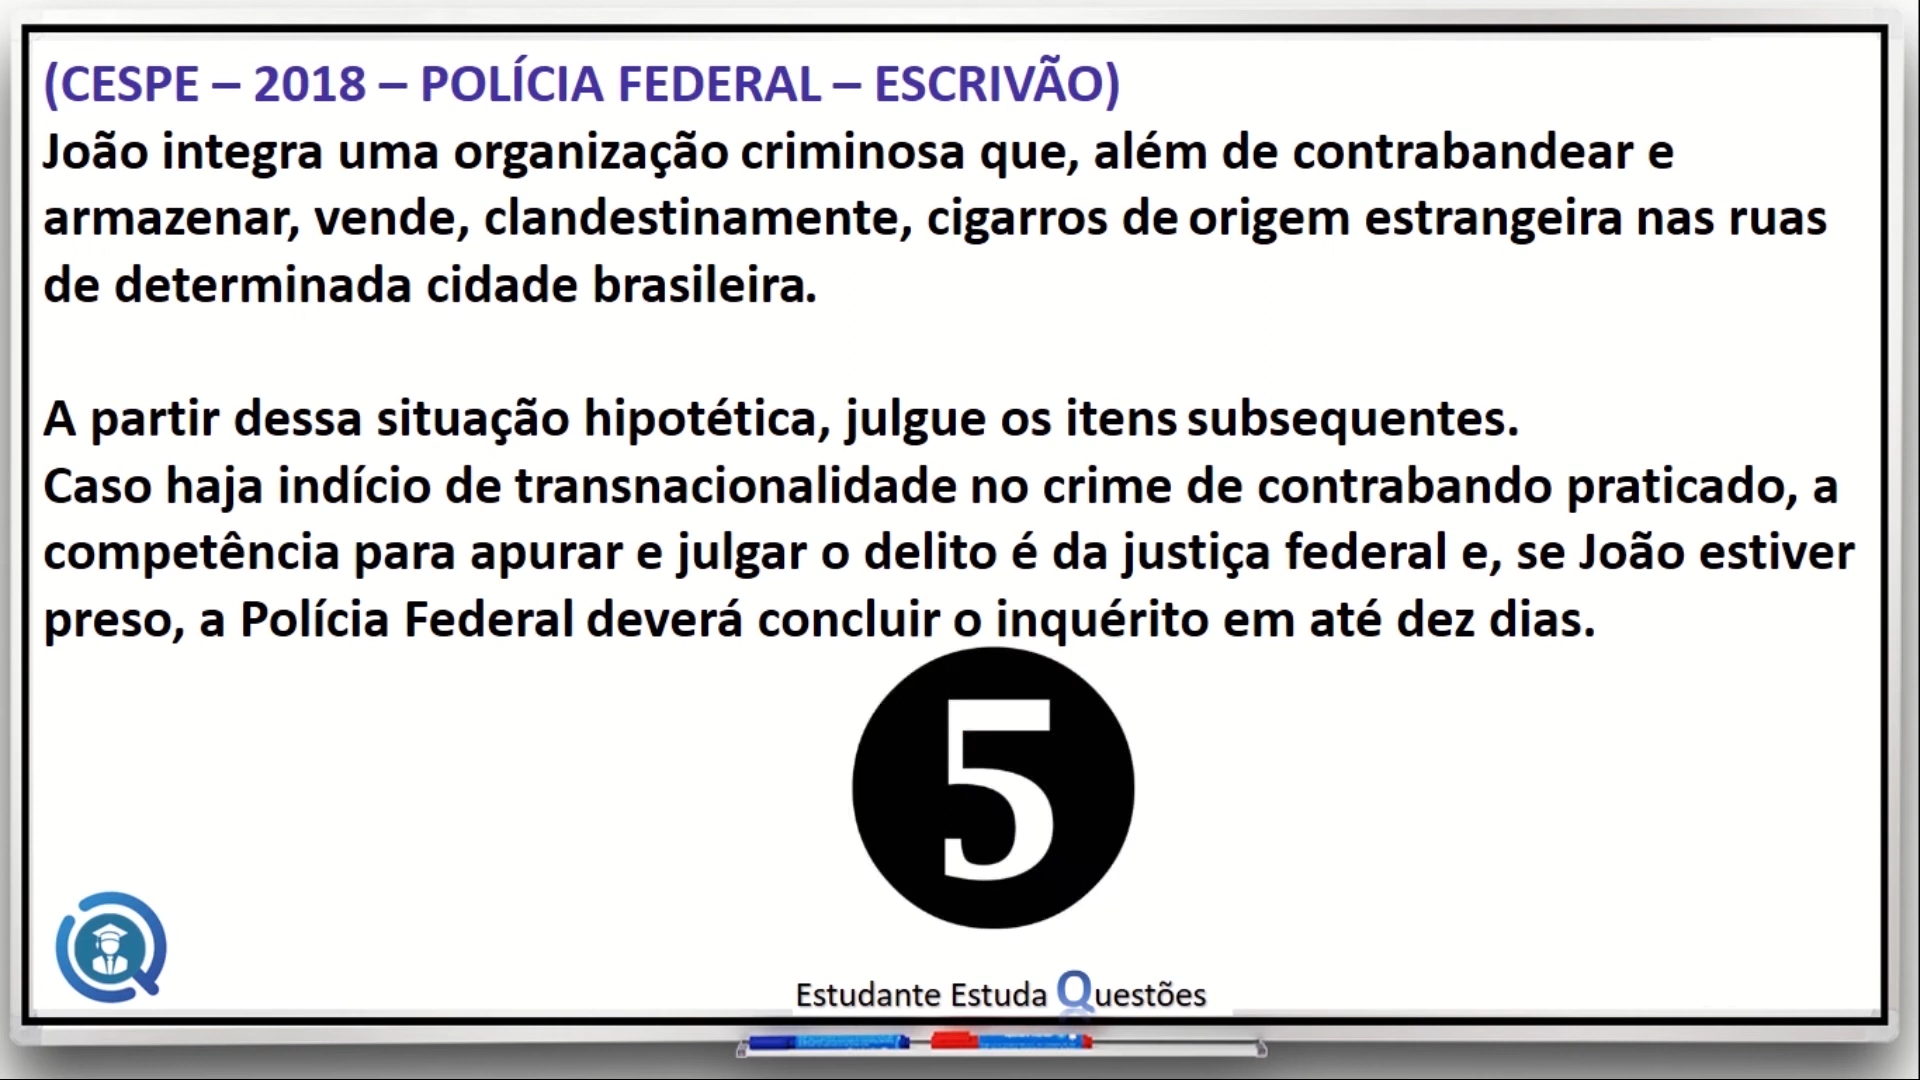 (CESPE – 2018 – POLÍCIA FEDERAL – ESCRIVÃO)
João integra uma organização criminosa que, além de contrabandear e
armazenar, vende, clandestinamente, cigarros de origem estrangeira nas ruas
de determinada cidade brasileira.
A partir dessa situação hipotética, julgue os itens subsequentes.
Caso haja indício de transnacionalidade no crime de contrabando praticado, a
competência para apurar e julgar o delito é da justiça federal e, se João estiver
preso, a Polícia Federal deverá concluir o inquérito em até dez dias.
5
Estudante Estuda Questões